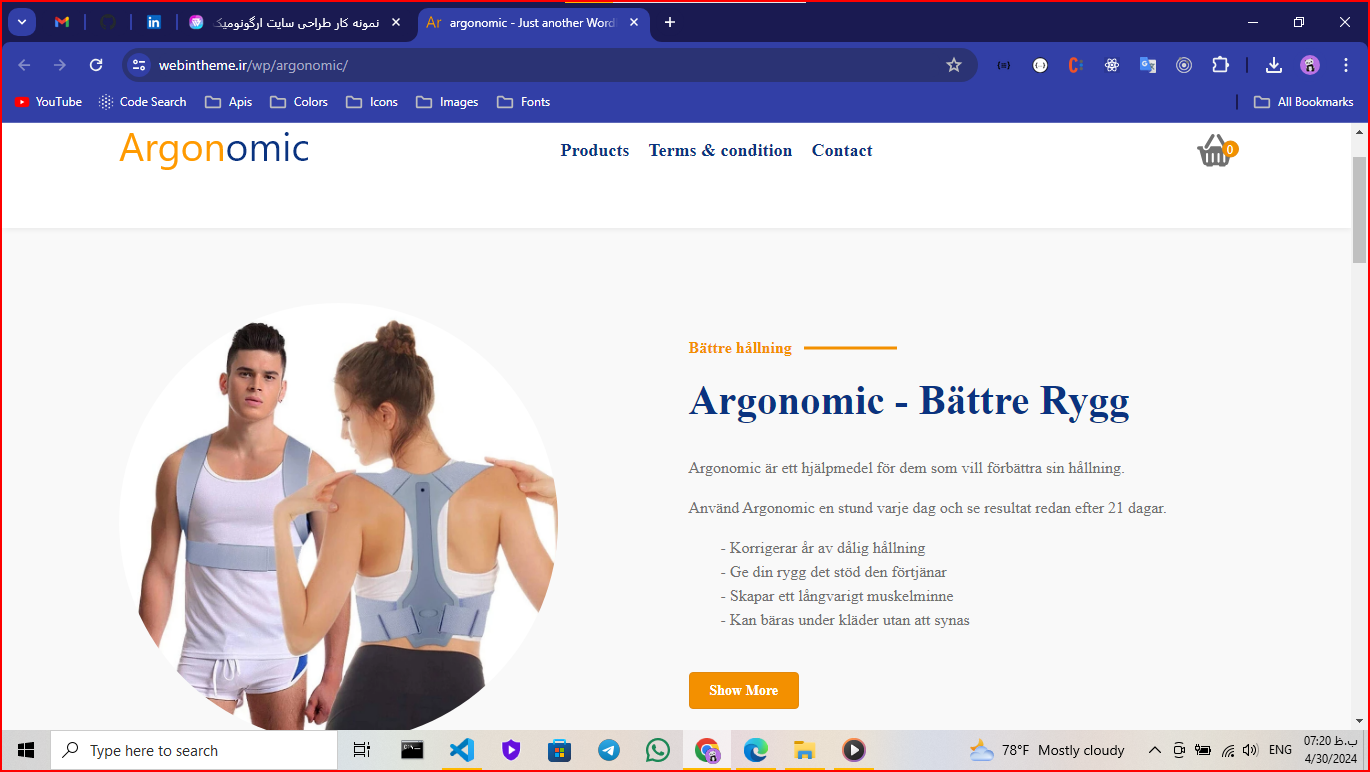 نمونه کار طراحی سایت ارگونومیک
Ar argonomic - Just another Word
webintheme.ir/wp/argonomic/
YouTube Code Search Apis Colors Icons Images Fonts All Bookmarks
Argonomic
Products Terms & condition Contact
0
Bättre hållning
Argonomic - Bättre Rygg
Argonomic är ett hjälpmedel för dem som vill förbättra sin hållning.
Använd Argonomic en stund varje dag och se resultat redan efter 21 dagar.
- Korrigerar år av dålig hållning
- Ge din rygg det stöd den förtjänar
- Skapar ett långvarigt muskelminne
- Kan bäras under kläder utan att synas
Show More
Type here to search
78°F Mostly cloudy
ENG
07:20 ب.ظ
4/30/2024